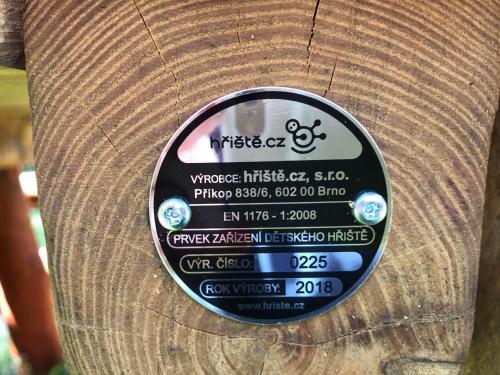 hřiště.cz
VÝROBCE: hřiště.cz, s.r.o.
Příkop 838/6, 602 00 Brno
EN 1176 - 1:2008
PRVEK ZAŘÍZENÍ DĚTSKÉHO HŘIŠTĚ
VÝR. ČÍSLO: 0225
ROK VÝROBY: 2018
www.hriste.cz